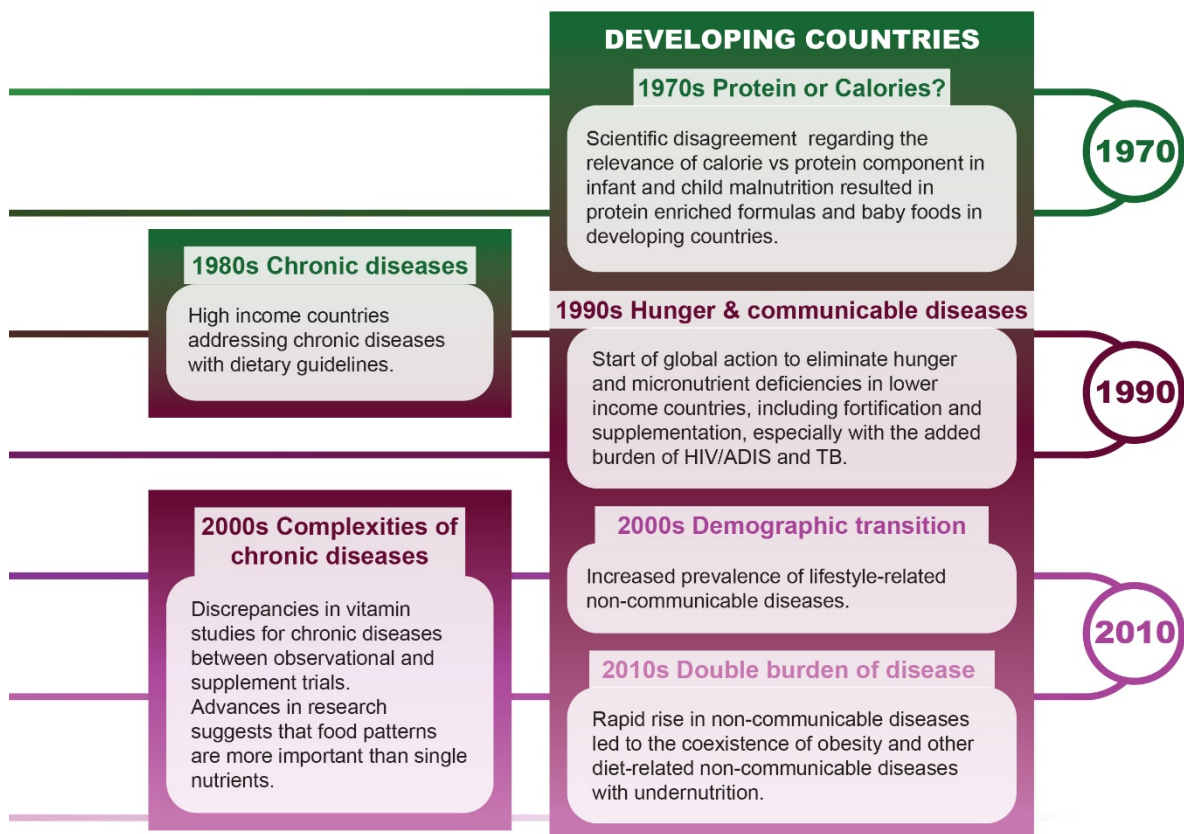 DEVELOPING COUNTRIES
1970s Protein or Calories?
Scientific disagreement regarding the
relevance of calorie vs protein component in
infant and child malnutrition resulted in
protein enriched formulas and baby foods in
developing countries.
1970
1980s Chronic diseases
High income countries
addressing chronic diseases
with dietary guidelines.
1990s Hunger & communicable diseases
Start of global action to eliminate hunger
and micronutrient deficiencies in lower
income countries, including fortification and
supplementation, especially with the added
burden of HIV/ADIS and TB.
1990
2000s Complexities of
chronic diseases
Discrepancies in vitamin
studies for chronic diseases
between observational and
supplement trials.
Advances in research
suggests that food patterns
are more important than single
nutrients.
2000s Demographic transition
Increased prevalence of lifestyle-related
non-communicable diseases.
2010
2010s Double burden of disease
Rapid rise in non-communicable diseases
led to the coexistence of obesity and other
diet-related non-communicable diseases
with undernutrition.